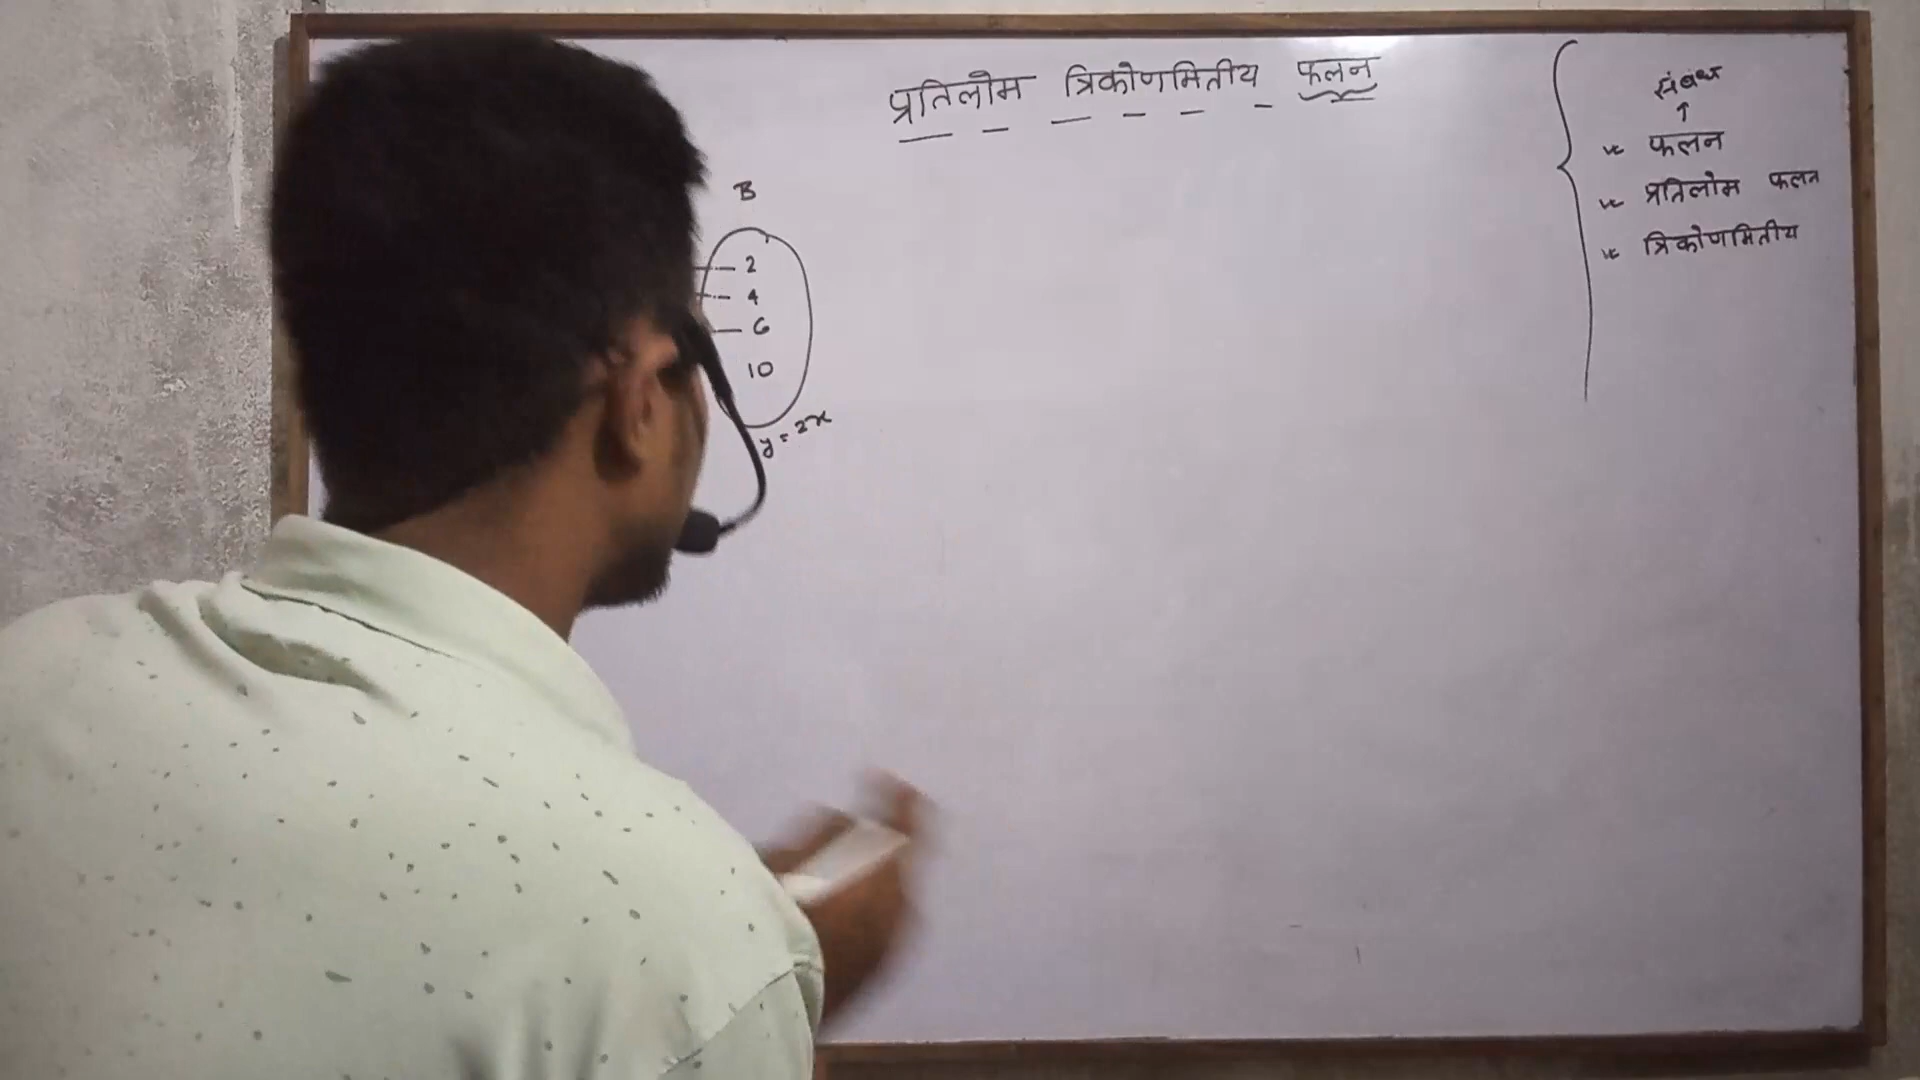 प्रतिलोम त्रिकोणमितीय फलन
B
2
4
6
10
y = 2x
संबंध
↑
फलन
प्रतिलोम फलन
त्रिकोणमितीय